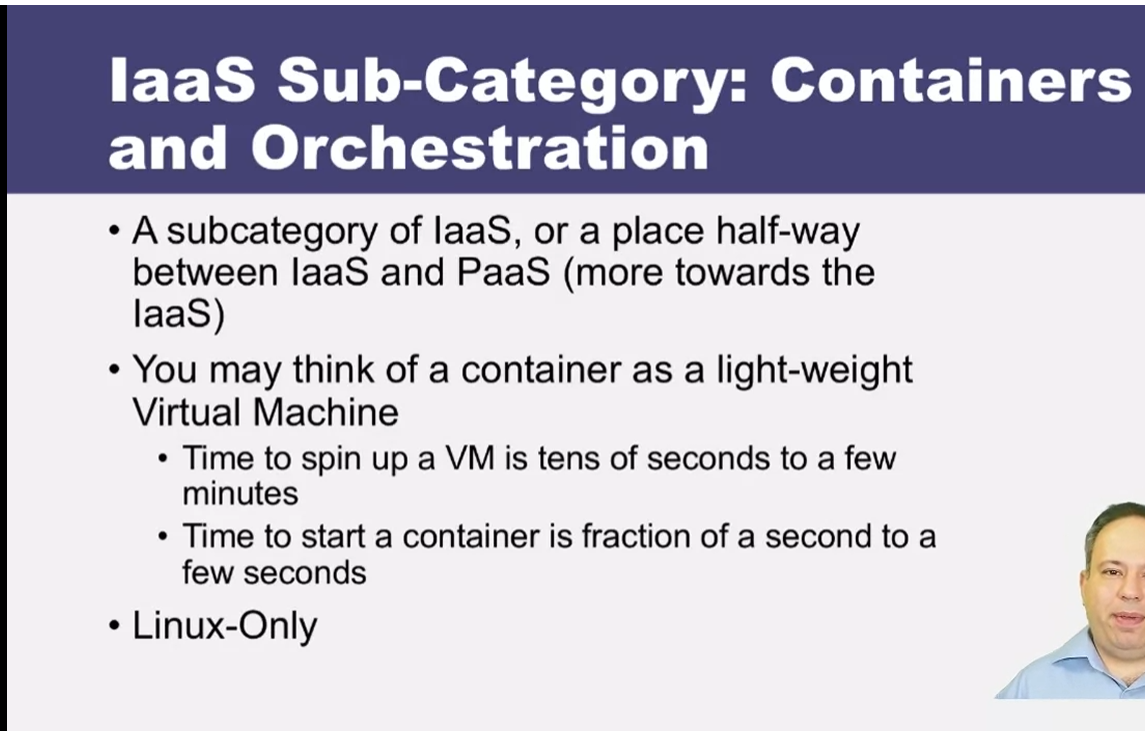 IaaS Sub-Category: Containers
and Orchestration
• A subcategory of IaaS, or a place half-way
between IaaS and PaaS (more towards the
IaaS)
• You may think of a container as a light-weight
Virtual Machine
• Time to spin up a VM is tens of seconds to a few
minutes
• Time to start a container is fraction of a second to a
few seconds
• Linux-Only